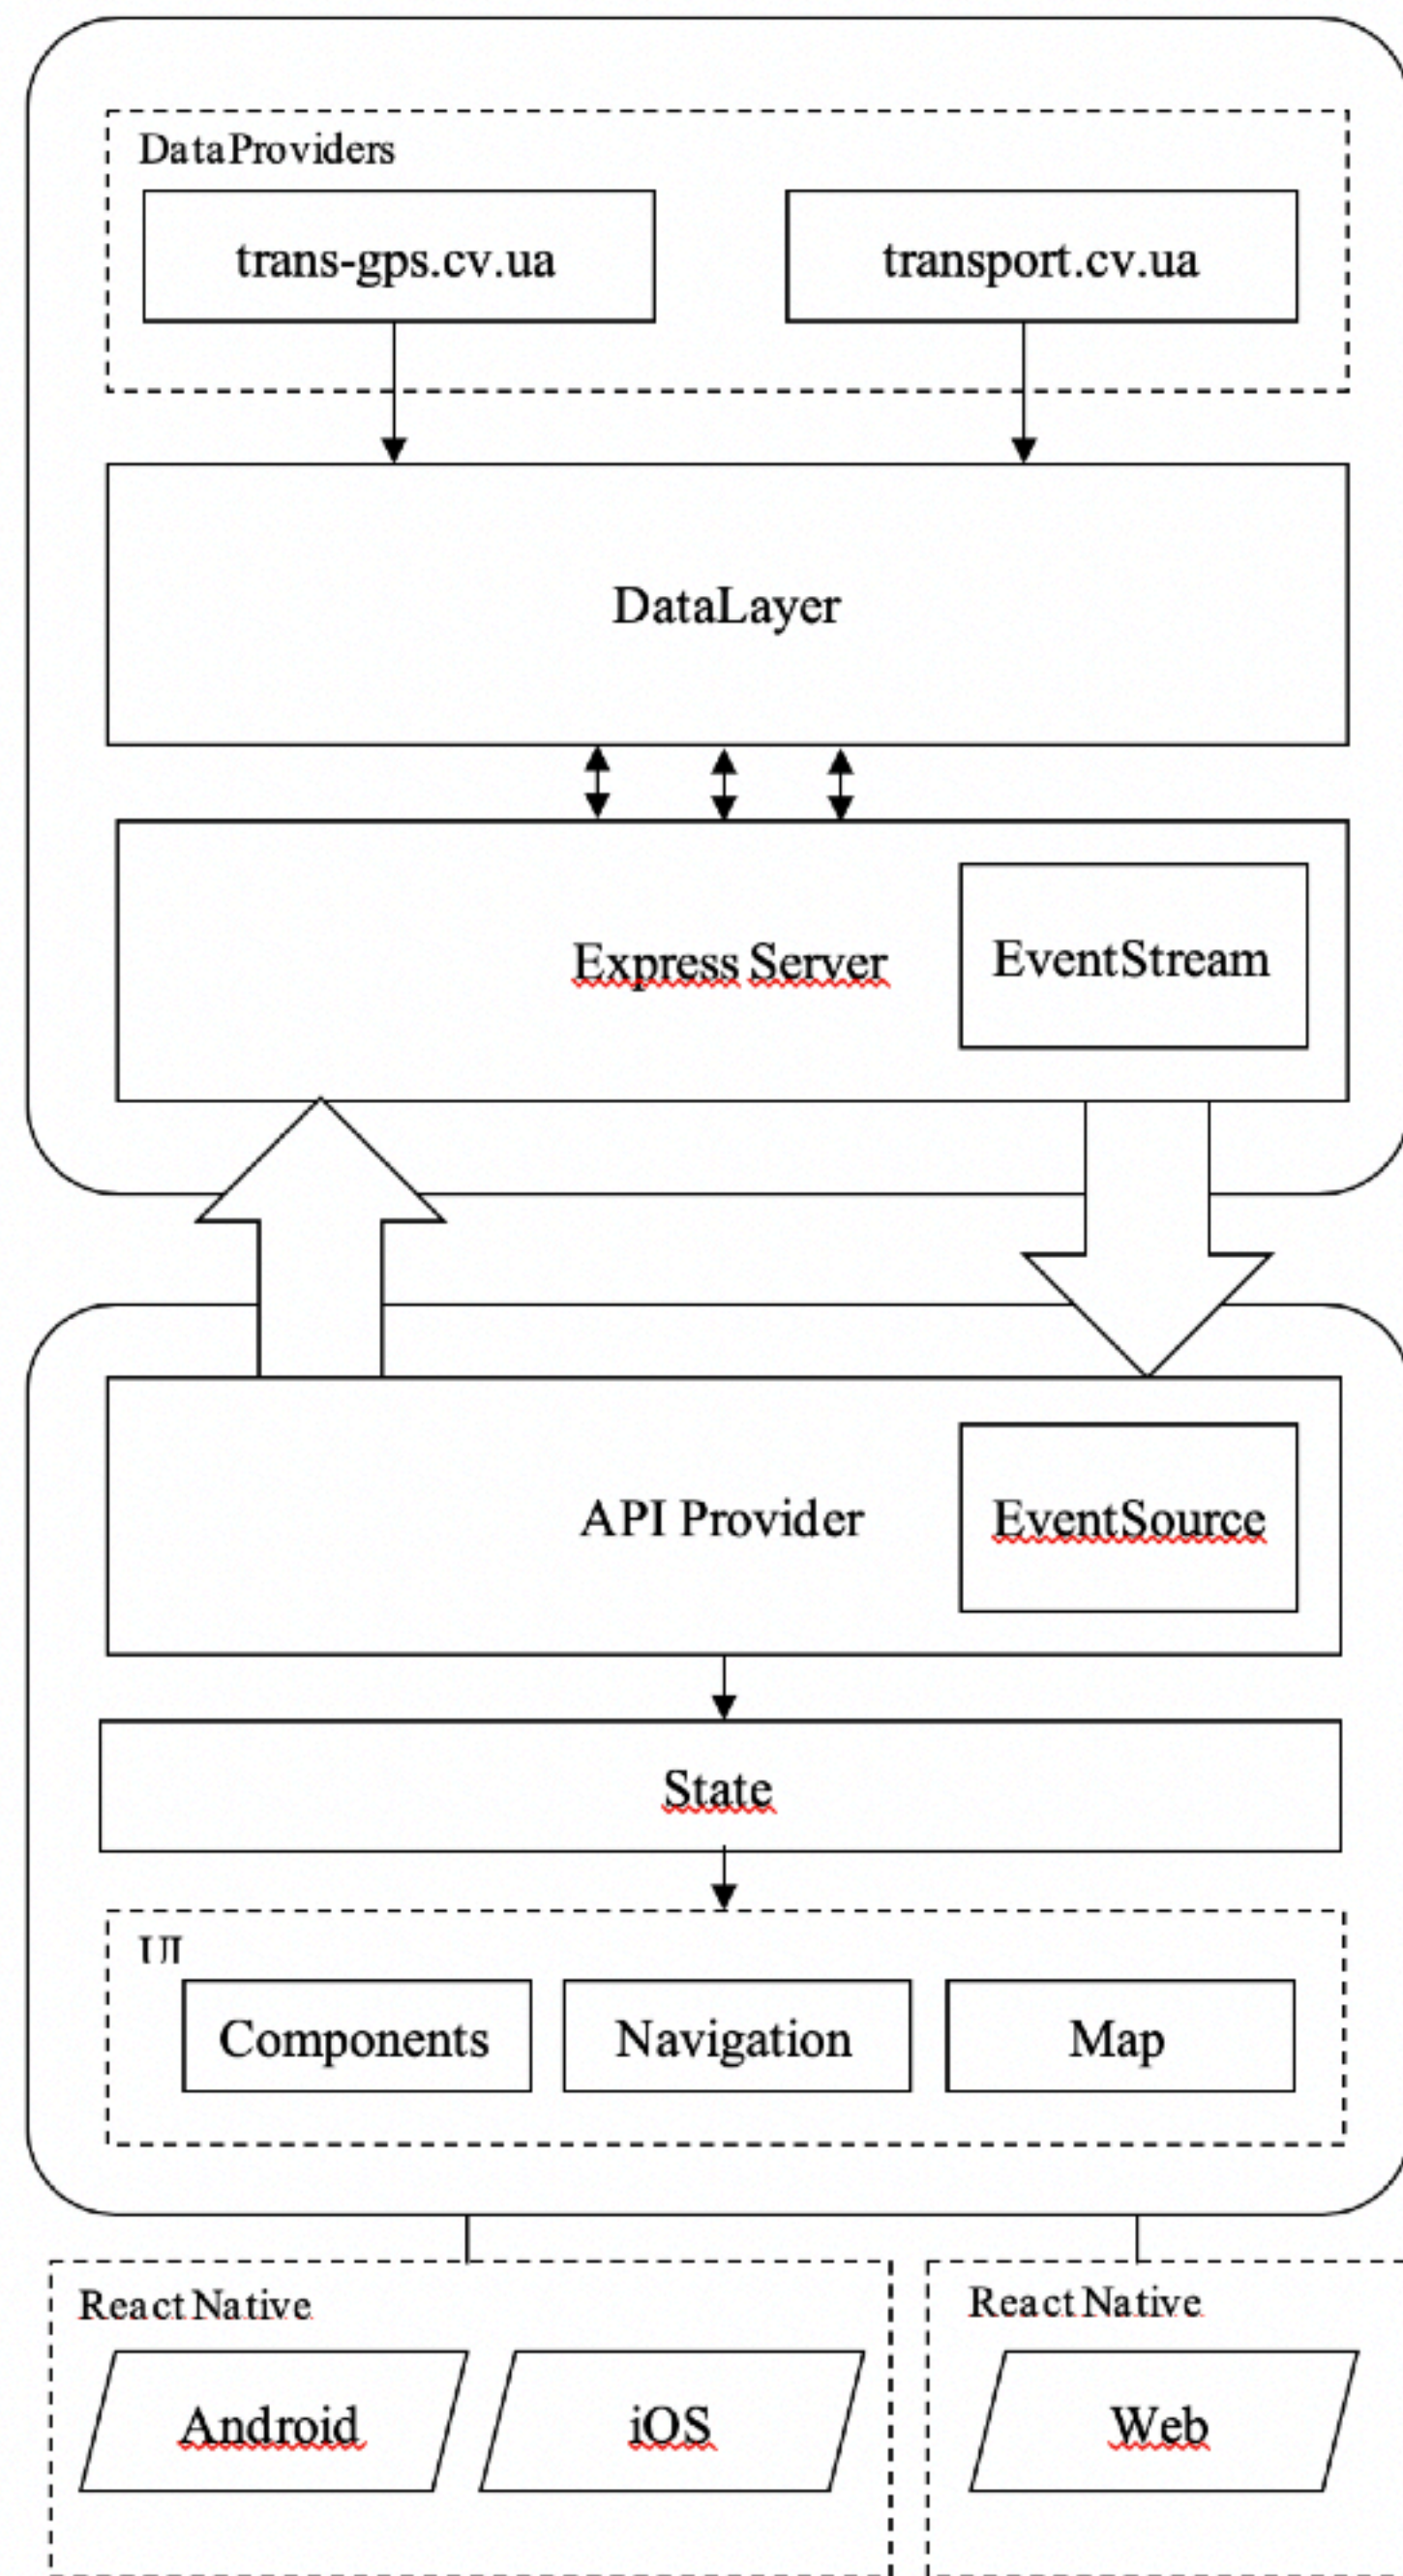 DataProviders
trans-gps.cv.ua
transport.cv.ua
DataLayer
Express Server
EventStream
API Provider
EventSource
State
UI
Components
Navigation
Map
React Native
React Native
Android
iOS
Web